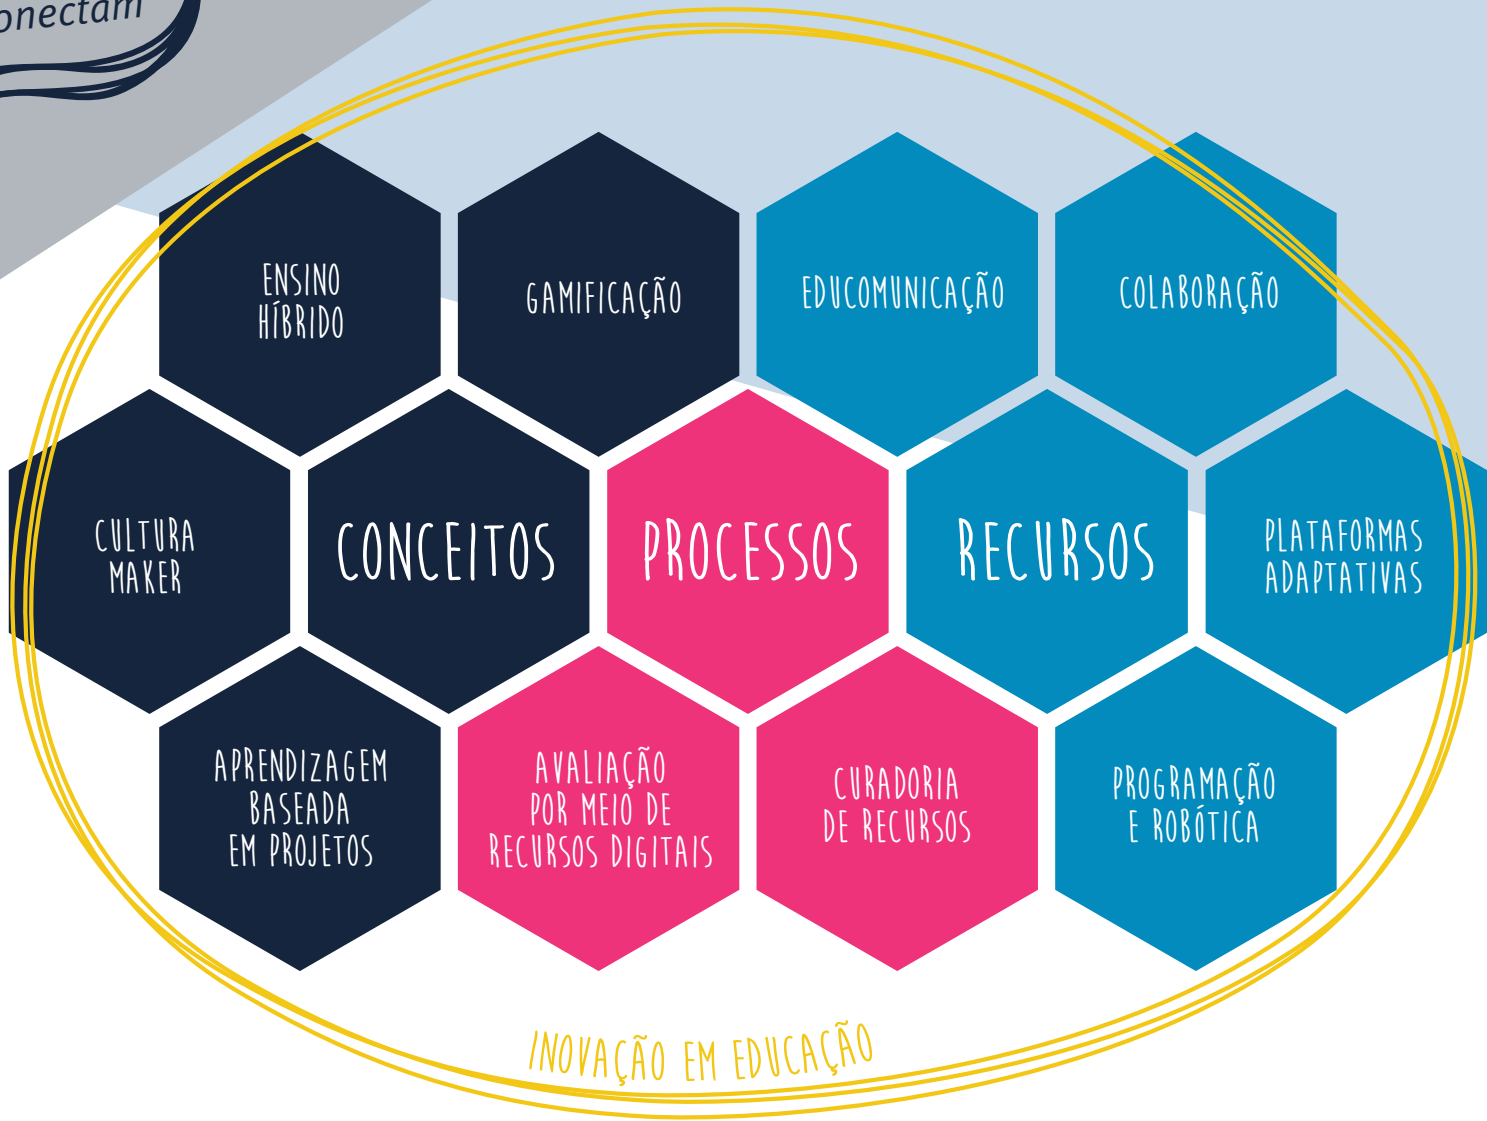 ENSINO
HÍBRIDO
GAMIFICAÇÃO
EDUCOMUNICAÇÃO
COLABORAÇÃO
CULTURA
MAKER
CONCEITOS
PROCESSOS
RECURSOS
PLATAFORMAS
ADAPTATIVAS
APRENDIZAGEM
BASEADA
EM PROJETOS
AVALIAÇÃO
POR MEIO DE
RECURSOS DIGITAIS
CURADORIA
DE RECURSOS
PROGRAMAÇÃO
E ROBÓTICA
INOVAÇÃO EM EDUCAÇÃO